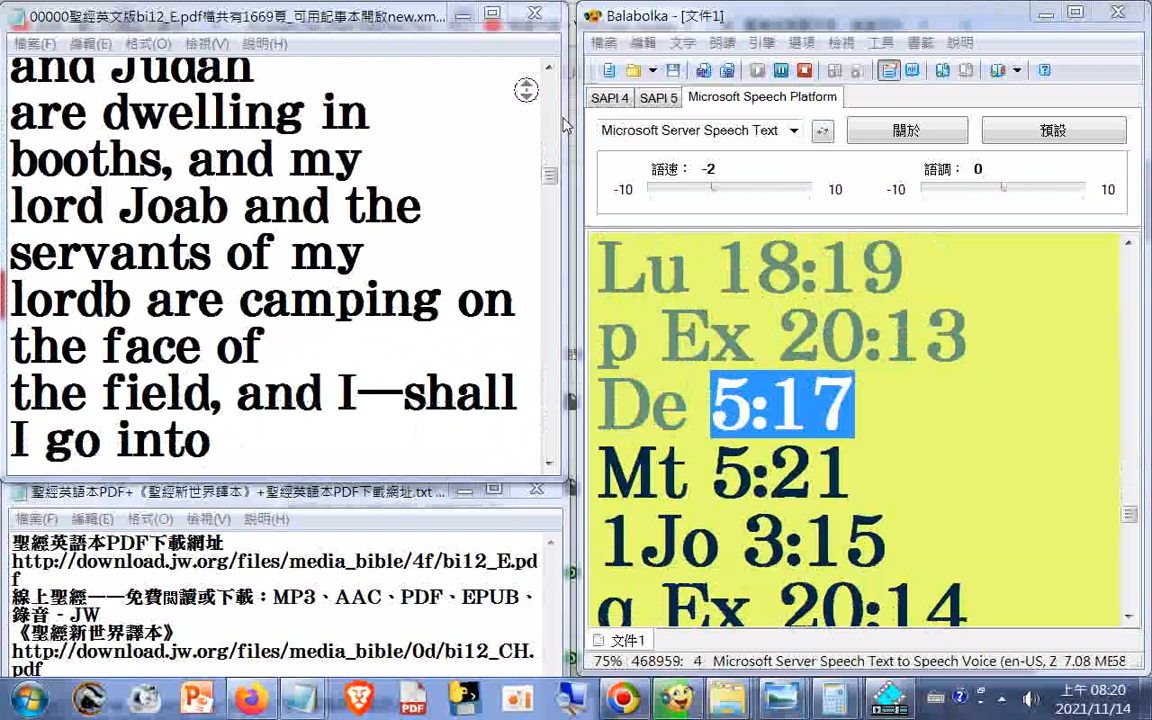 00000聖經英文版bi12_E.pdf檔共有1669頁_可用記事本開啟new.xm...
檔案(F) 編輯(E) 格式(O) 檢視(V) 說明(H)
and Judah
are dwelling in
booths, and my
lord Joab and the
servants of my
lordb are camping on
the face of
the field, and I—shall
I go into
聖經英語本PDF+《聖經新世界譯本》+聖經英語本PDF下載網址.txt ...
檔案(F) 編輯(E) 格式(O) 檢視(V) 說明(H)
聖經英語本PDF下載網址
http://download.jw.org/files/media_bible/4f/bi12_E.pd
f
線上聖經——免費閱讀或下載：MP3、AAC、PDF、EPUB、
錄音 - JW
《聖經新世界譯本》
http://download.jw.org/files/media_bible/0d/bi12_CH.
pdf
Balabolka - [文件1]
檔案 編輯 文字 朗讀 引擎 選項 檢視 工具 書籤 說明
SAPI 4 SAPI 5 Microsoft Speech Platform
Microsoft Server Speech Text 關於 預設
語速： -2 語調： 0
-10 10 -10 10
Lu 18:19
p Ex 20:13
De 5:17
Mt 5:21
1Jo 3:15
q Ex 20:14
文件1
75% 468959: 4 Microsoft Server Speech Text to Speech Voice (en-US, Z 7.08 ME58
上午 08:20
2021/11/14